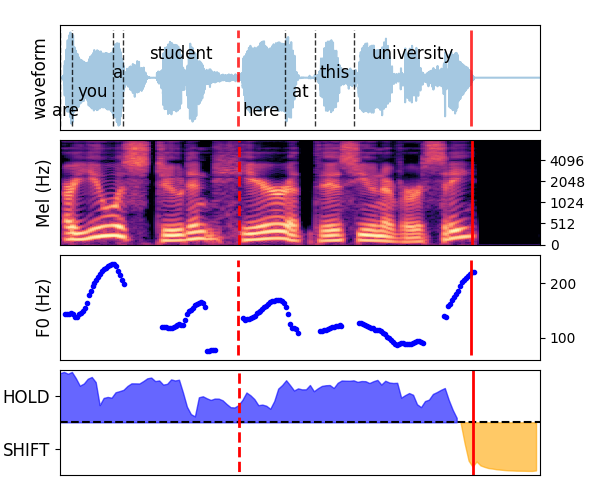 waveform
student
university
a
this
you
at
are
here
Mel (Hz)
4096
2048
1024
512
0
F0 (Hz)
200
100
HOLD
SHIFT